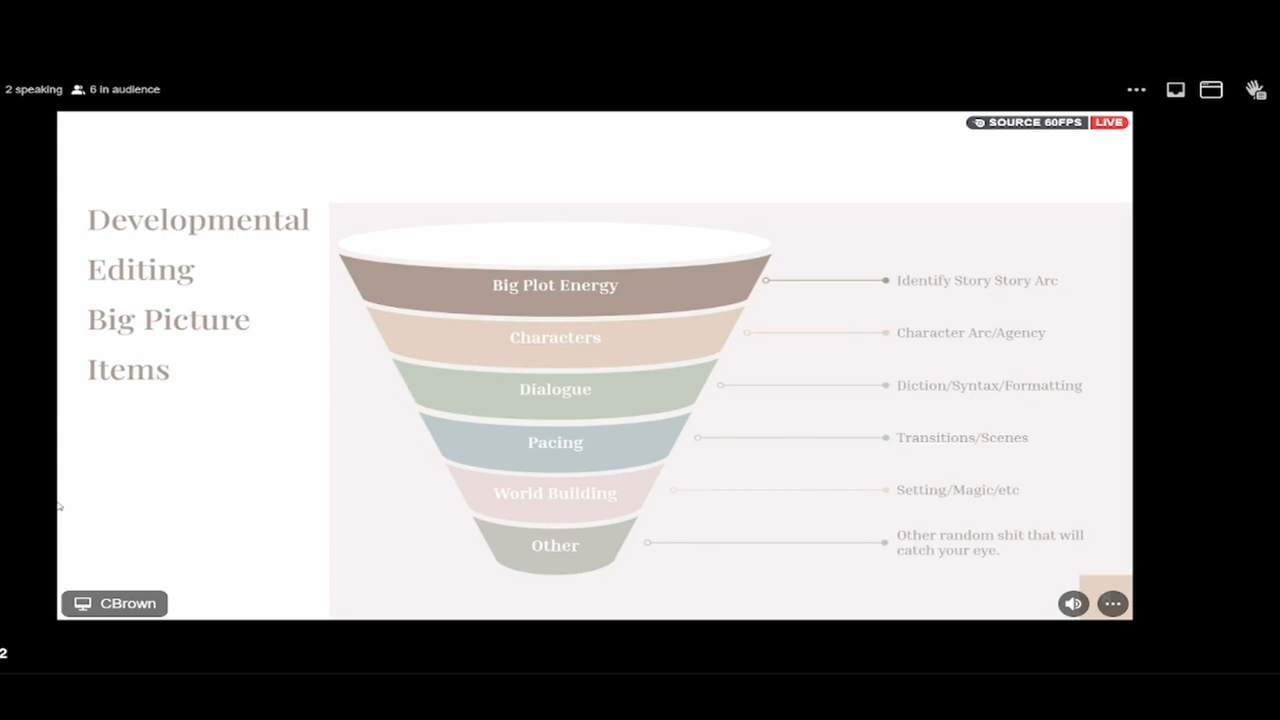 2 speaking 6 in audience
SOURCE 60FPS LIVE
Developmental
Editing
Big Picture
Items
Big Plot Energy
Identify Story Story Arc
Characters
Character Arc/Agency
Dialogue
Diction/Syntax/Formatting
Pacing
Transitions/Scenes
World Building
Setting/Magic/etc
Other
Other random shit that will
catch your eye.
CBrown
2